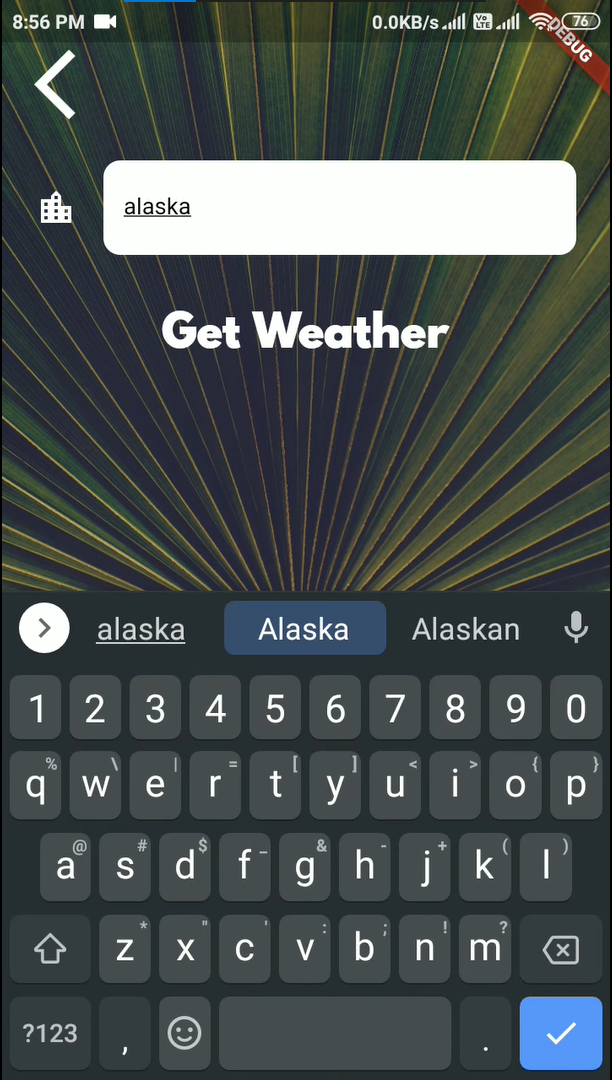 8:56 PM 0.0KB/s Vo LTE 76
DEBUG
alaska
Get Weather
alaska Alaska Alaskan
1 2 3 4 5 6 7 8 9 0
% \ | = [ ] < > { }
q w e r t y u i o p
@ # $ _ & - + ( )
a s d f g h j k l
* " ' : ; ! ?
z x c v b n m
?123 , .